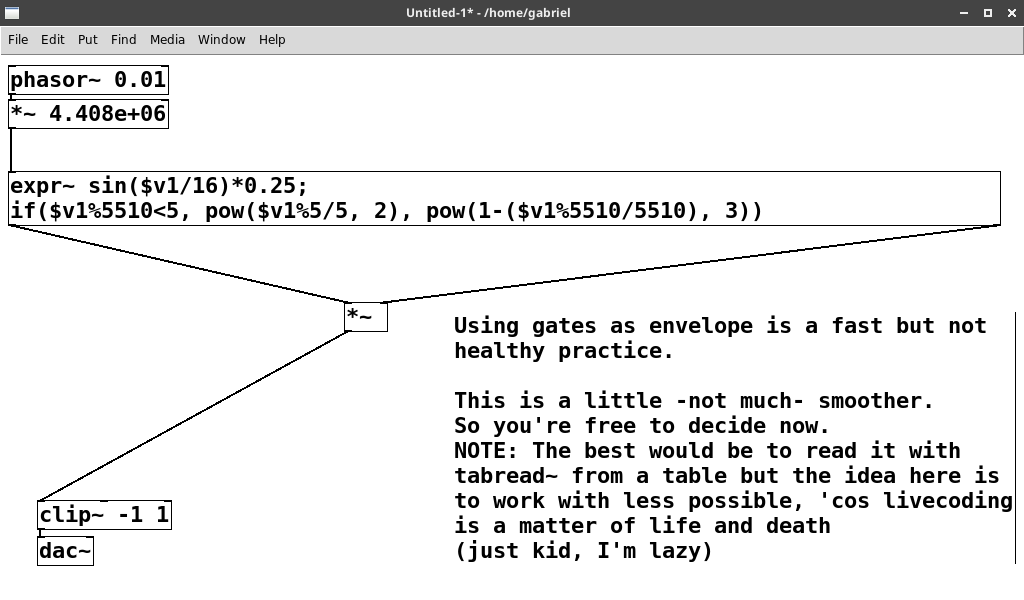 Untitled-1* - /home/gabriel
File Edit Put Find Media Window Help
phasor~ 0.01
*~ 4.408e+06
expr~ sin($v1/16)*0.25;
if($v1%5510<5, pow($v1%5/5, 2), pow(1-($v1%5510/5510), 3))
*~
Using gates as envelope is a fast but not
healthy practice.
This is a little -not much- smoother.
So you're free to decide now.
NOTE: The best would be to read it with
tabread~ from a table but the idea here is
to work with less possible, 'cos livecoding
is a matter of life and death
(just kid, I'm lazy)
clip~ -1 1
dac~